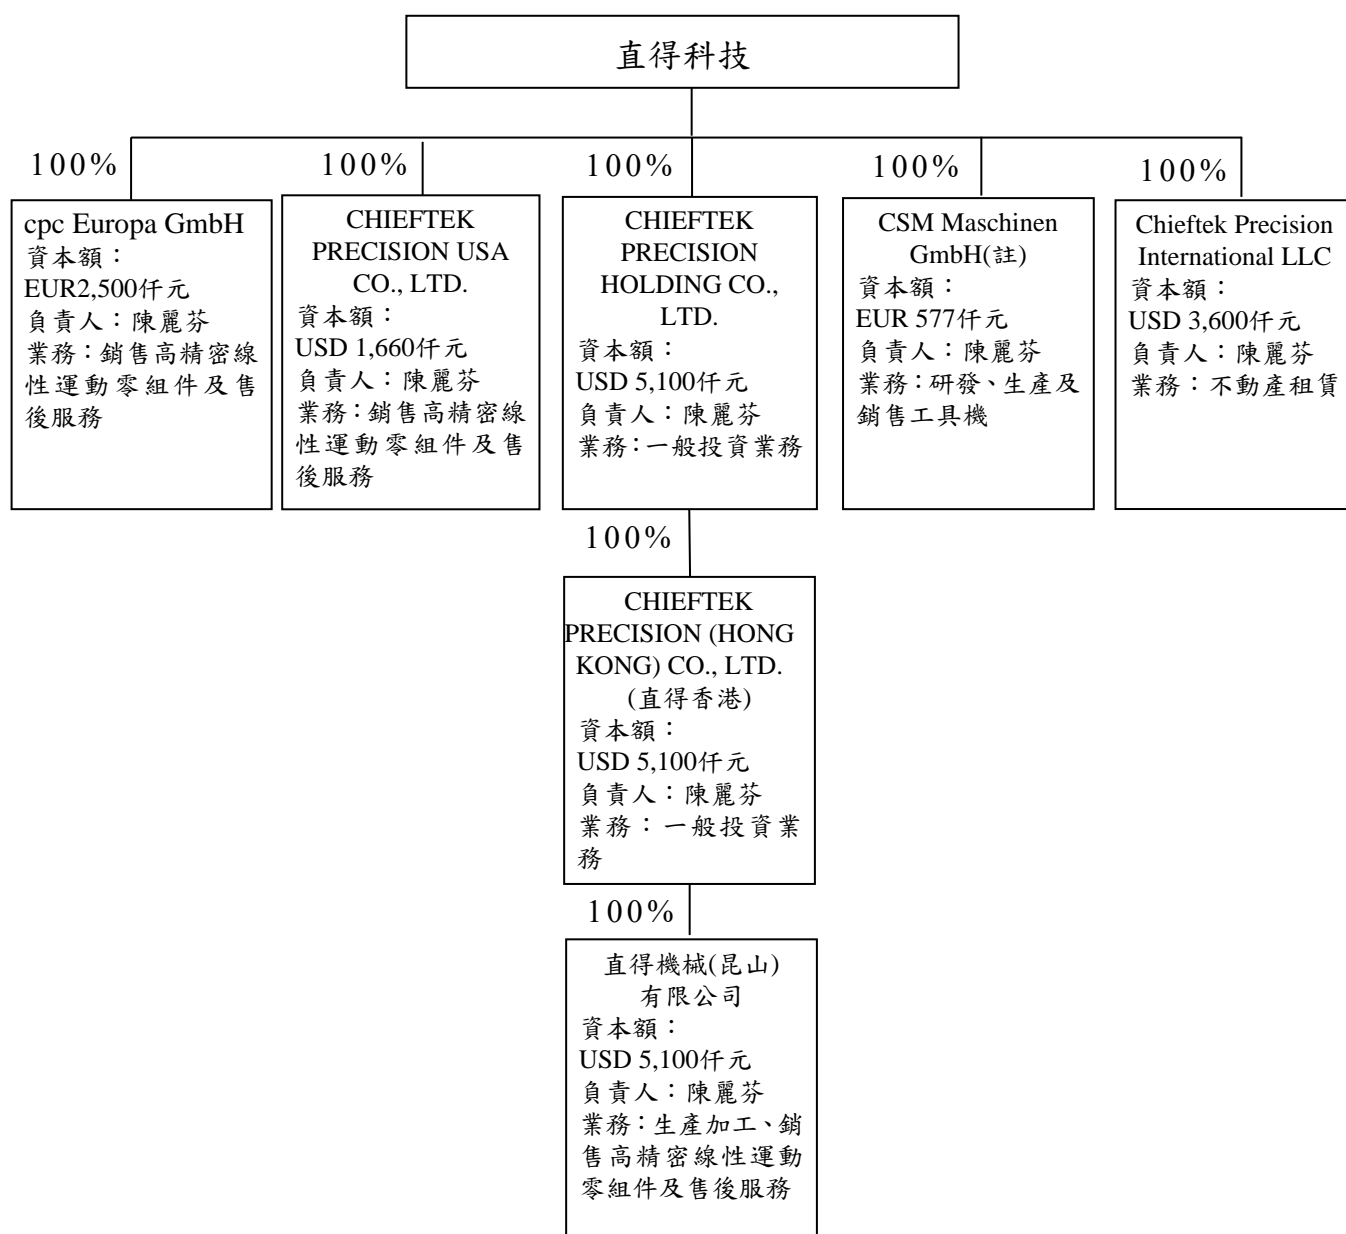 直得科技
100%
100%
100%
100%
100%
cpc Europa GmbH
資本額：
EUR2,500仟元
負責人：陳麗芬
業務：銷售高精密線
性運動零組件及售
後服務
CHIEFTEK
PRECISION USA
CO., LTD.
資本額：
USD 1,660仟元
負責人：陳麗芬
業務：銷售高精密線
性運動零組件及售
後服務
CHIEFTEK
PRECISION
HOLDING CO.,
LTD.
資本額：
USD 5,100仟元
負責人：陳麗芬
業務：一般投資業務
CSM Maschinen
GmbH(註)
資本額：
EUR 577仟元
負責人：陳麗芬
業務：研發、生產及
銷售工具機
Chieftek Precision
International LLC
資本額：
USD 3,600仟元
負責人：陳麗芬
業務：不動產租賃
100%
CHIEFTEK
PRECISION (HONG
KONG) CO., LTD.
(直得香港)
資本額：
USD 5,100仟元
負責人：陳麗芬
業務：一般投資業
務
100%
直得機械(昆山)
有限公司
資本額：
USD 5,100仟元
負責人：陳麗芬
業務：生產加工、銷
售高精密線性運動
零組件及售後服務